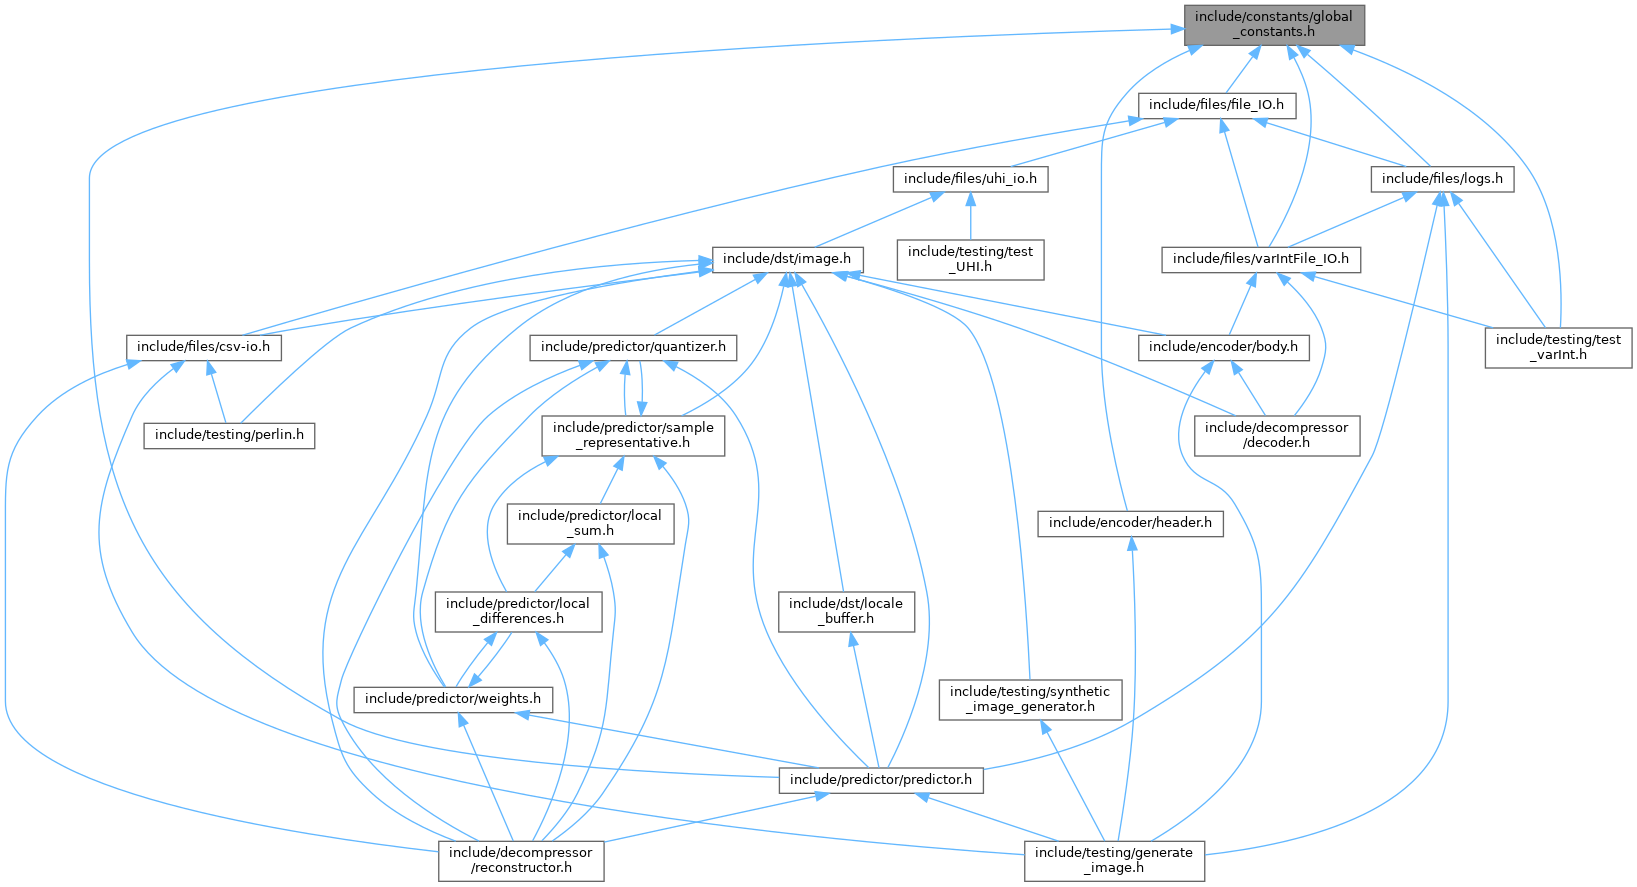 include/constants/global
_constants.h
include/files/file_IO.h
include/files/uhi_io.h
include/files/logs.h
include/dst/image.h
include/testing/test
_UHI.h
include/files/varIntFile_IO.h
include/files/csv-io.h
include/predictor/quantizer.h
include/encoder/body.h
include/testing/test
_varInt.h
include/testing/perlin.h
include/predictor/sample
_representative.h
include/decompressor
/decoder.h
include/predictor/local
_sum.h
include/encoder/header.h
include/predictor/local
_differences.h
include/dst/locale
_buffer.h
include/predictor/weights.h
include/testing/synthetic
_image_generator.h
include/predictor/predictor.h
include/decompressor
/reconstructor.h
include/testing/generate
_image.h